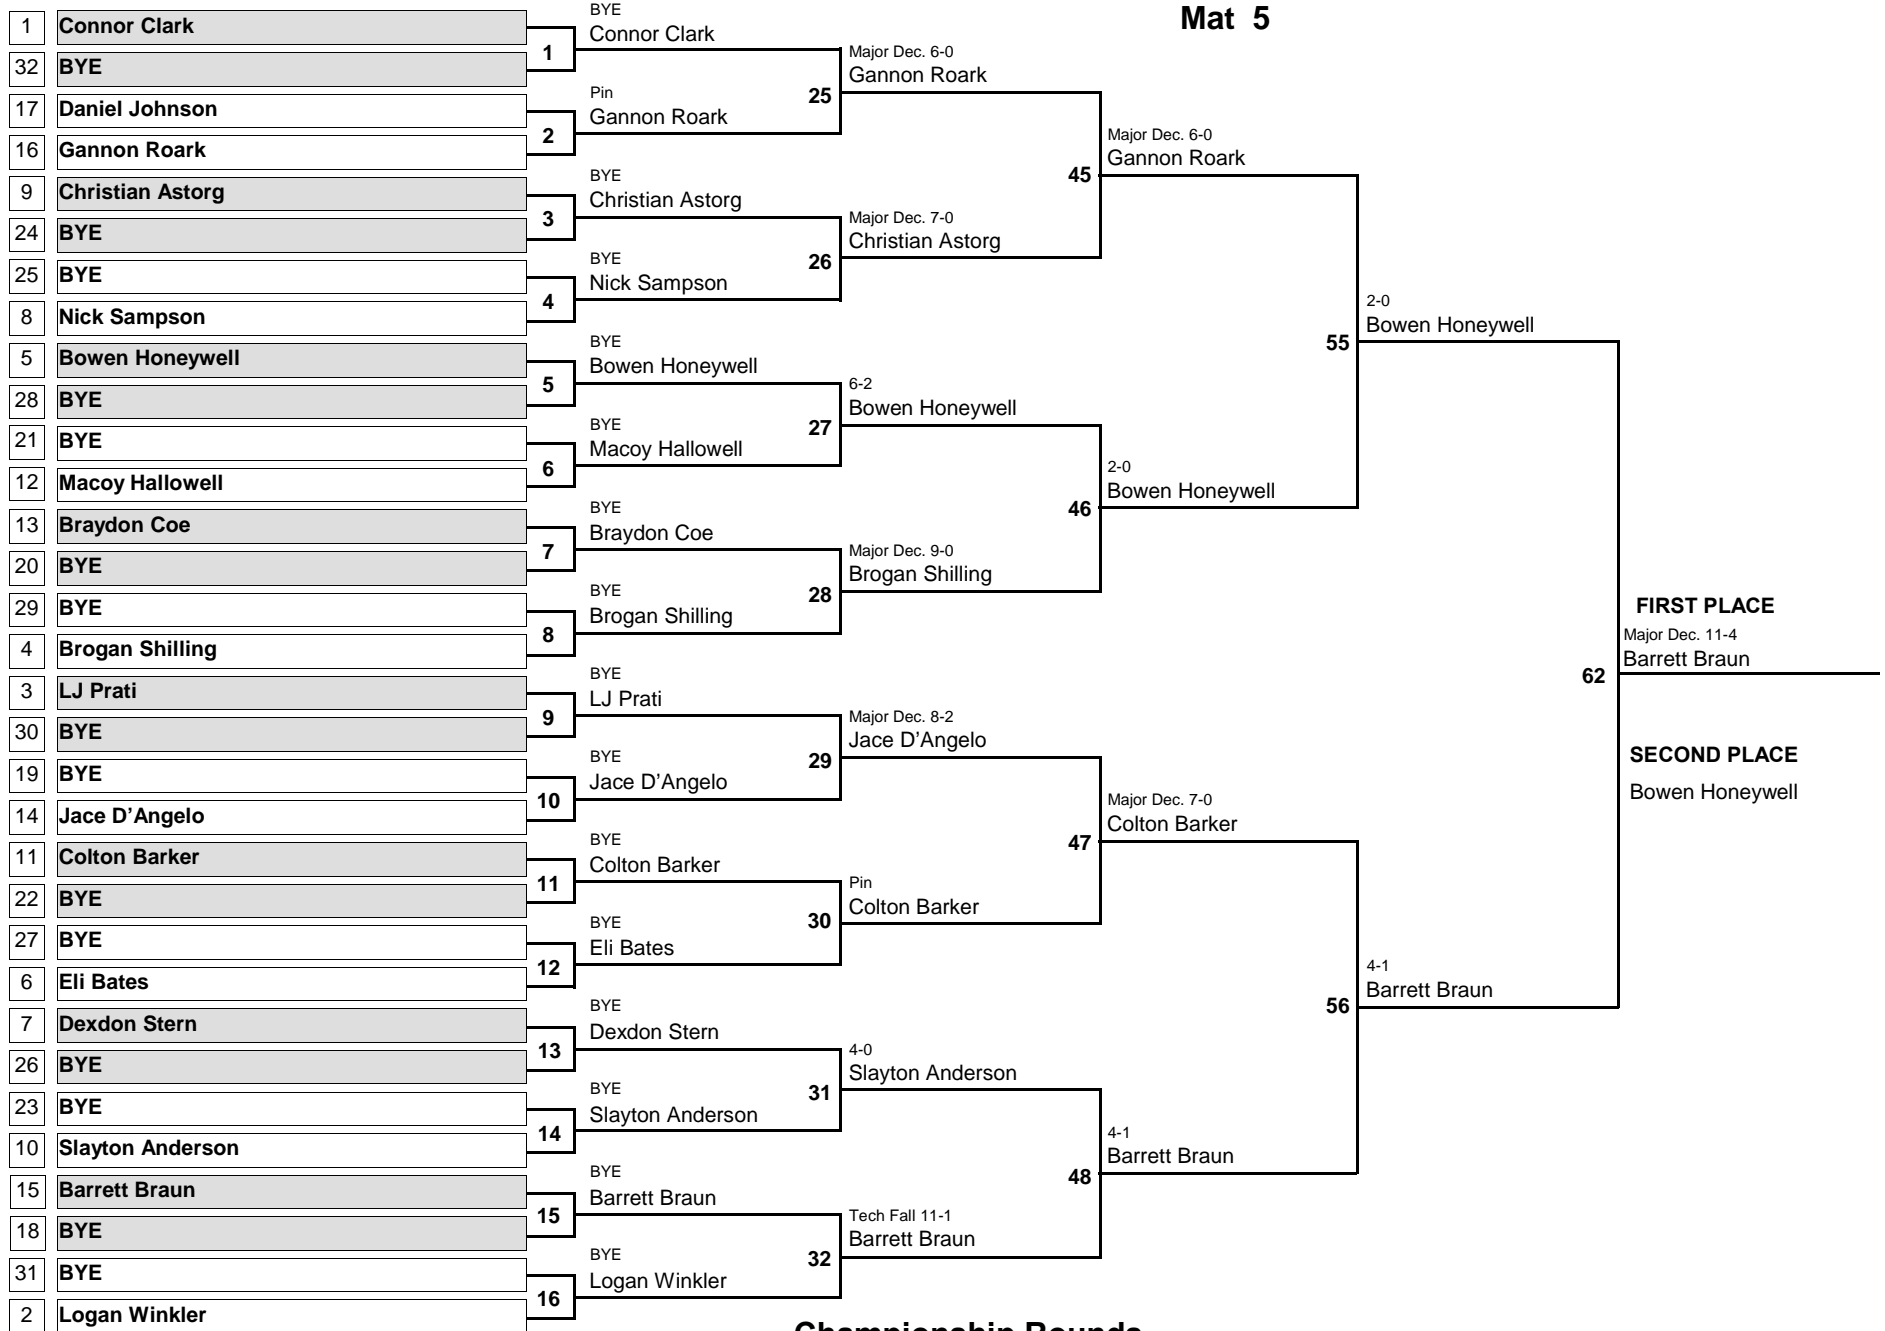 Mat 5
1 Connor Clark
32 BYE
17 Daniel Johnson
16 Gannon Roark
9 Christian Astorg
24 BYE
25 BYE
8 Nick Sampson
5 Bowen Honeywell
28 BYE
21 BYE
12 Macoy Hallowell
13 Braydon Coe
20 BYE
29 BYE
4 Brogan Shilling
3 LJ Prati
30 BYE
19 BYE
14 Jace D’Angelo
11 Colton Barker
22 BYE
27 BYE
6 Eli Bates
7 Dexdon Stern
26 BYE
23 BYE
10 Slayton Anderson
15 Barrett Braun
18 BYE
31 BYE
2 Logan Winkler
1
2
3
4
5
6
7
8
9
10
11
12
13
14
15
16
BYE
Connor Clark
Pin
Gannon Roark
BYE
Christian Astorg
BYE
Nick Sampson
BYE
Bowen Honeywell
BYE
Macoy Hallowell
BYE
Braydon Coe
BYE
Brogan Shilling
BYE
LJ Prati
BYE
Jace D’Angelo
BYE
Colton Barker
BYE
Eli Bates
BYE
Dexdon Stern
BYE
Slayton Anderson
BYE
Barrett Braun
BYE
Logan Winkler
25
26
27
28
29
30
31
32
Major Dec. 6-0
Gannon Roark
Major Dec. 7-0
Christian Astorg
6-2
Bowen Honeywell
Major Dec. 9-0
Brogan Shilling
Major Dec. 8-2
Jace D’Angelo
Pin
Colton Barker
4-0
Slayton Anderson
Tech Fall 11-1
Barrett Braun
45
46
47
48
Major Dec. 6-0
Gannon Roark
2-0
Bowen Honeywell
Major Dec. 7-0
Colton Barker
4-1
Barrett Braun
55
56
2-0
Bowen Honeywell
4-1
Barrett Braun
62
FIRST PLACE
Major Dec. 11-4
Barrett Braun
SECOND PLACE
Bowen Honeywell
Championship Rounds